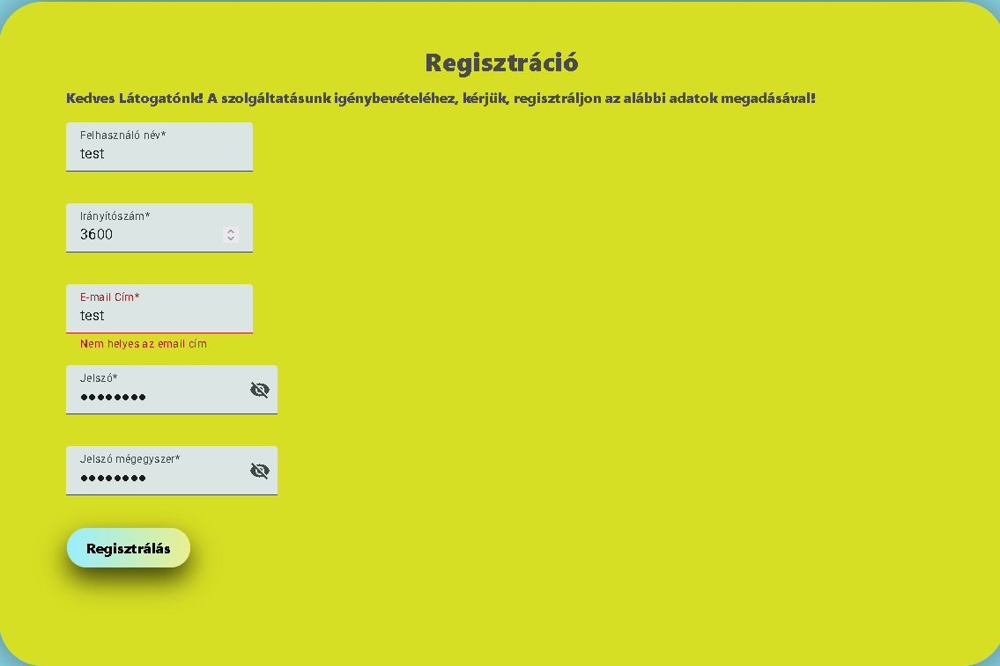 Regisztráció
Kedves Látogatónk! A szolgáltatásunk igénybevételéhez, kérjük, regisztráljon az alábbi adatok megadásával!
Felhasználó név*
test
Irányítószám*
3600
E-mail Cím*
test
Nem helyes az email cím
Jelszó*
••••••••
Jelszó mégegyszer*
••••••••
Regisztrálás